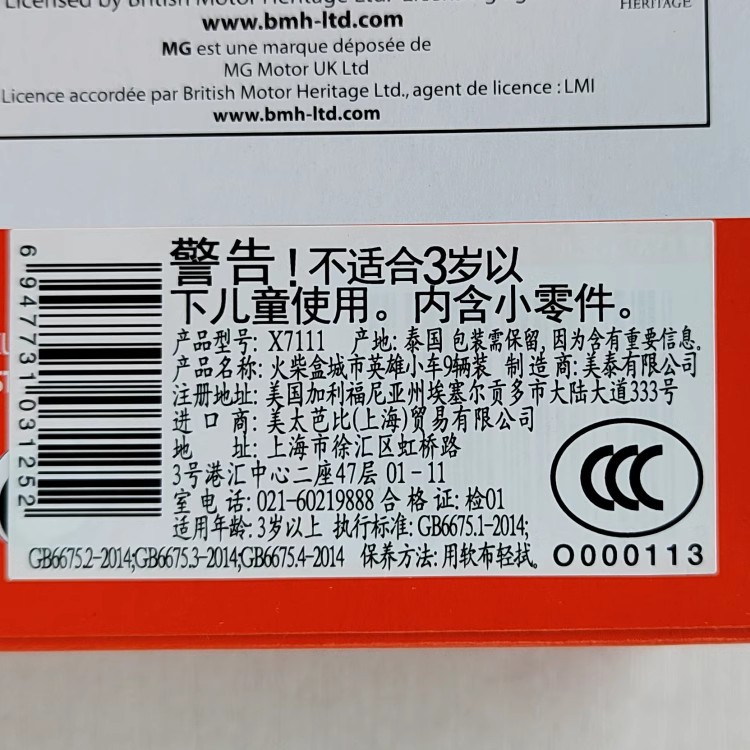 Licensed by British Motor Heritage Ltd.
HERITAGE
www.bmh-ltd.com
MG est une marque déposée de
MG Motor UK Ltd
Licence accordée par British Motor Heritage Ltd., agent de licence : LMI
www.bmh-ltd.com
6947731031252
警告!不适合3岁以
下儿童使用。内含小零件。
产品型号: X7111 产地: 泰国 包装需保留, 因为含有重要信息.
产品名称: 火柴盒城市英雄小车9辆装 制造商: 美泰有限公司
注册地址: 美国加利福尼亚州埃塞尔贡多市大陆大道333号
进口商: 美太芭比(上海)贸易有限公司
地 址: 上海市徐汇区虹桥路
3号港汇中心二座47层 01-11
室 电话: 021-60219888 合格证: 检01
适用年龄: 3岁以上 执行标准: GB6675.1-2014;
GB6675.2-2014;GB6675.3-2014;GB6675.4-2014 保养方法: 用软布轻拭.
CCC
O000113